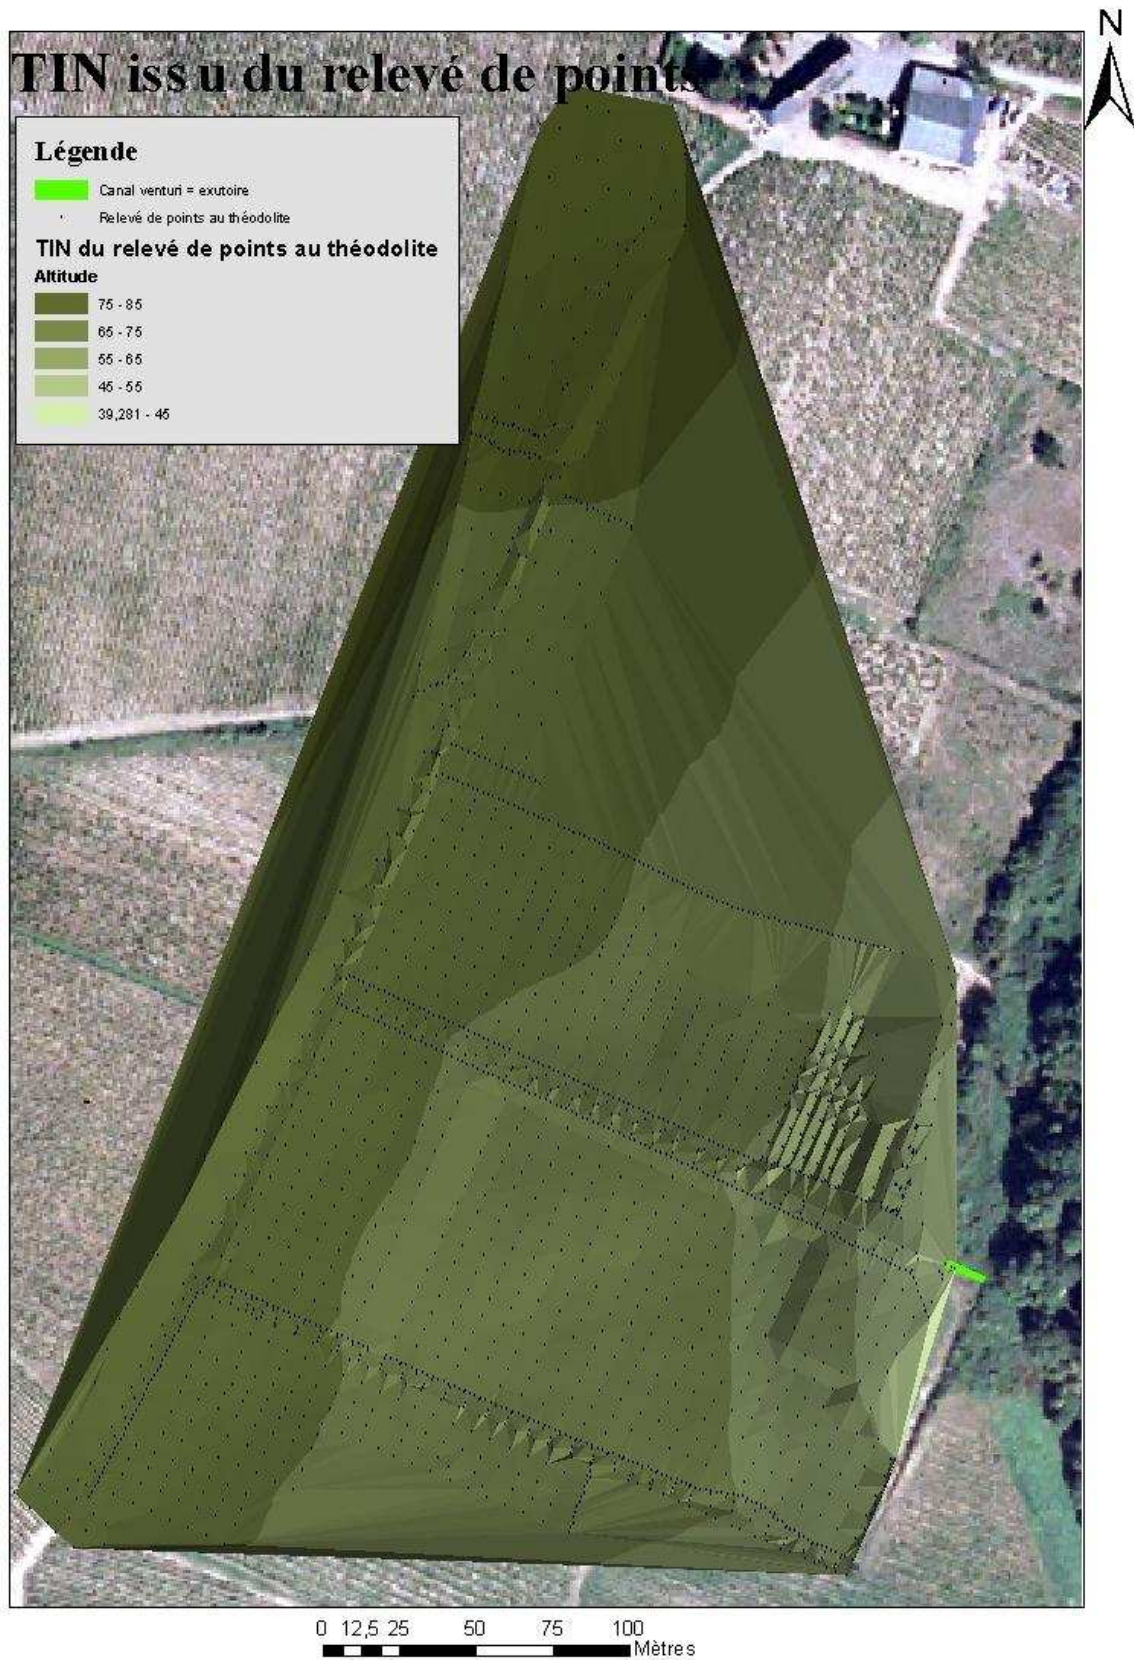 N
TIN issu du relevé de points
Légende
Canal venturi = exutoire
Relevé de points au théodolite
TIN du relevé de points au théodolite
Altitude
75 - 85
65 - 75
55 - 65
45 - 55
39,281 - 45
0 12,5 25 50 75 100
Mètres